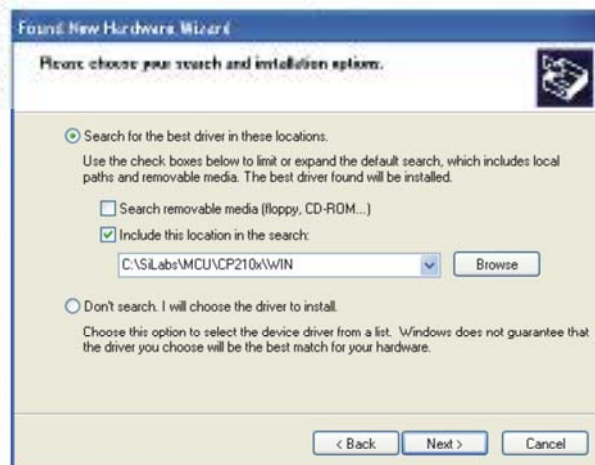 Found New Hardware Wizard
Please choose your search and installation options.
Search for the best driver in these locations.
Use the check boxes below to limit or expand the default search, which includes local
paths and removable media. The best driver found will be installed.
Search removable media (floppy, CD-ROM...)
Include this location in the search:
C:\SiLabs\MCU\CP210x\WIN
Browse
Don't search. I will choose the driver to install.
Choose this option to select the device driver from a list. Windows does not guarantee that
the driver you choose will be the best match for your hardware.
< Back Next > Cancel